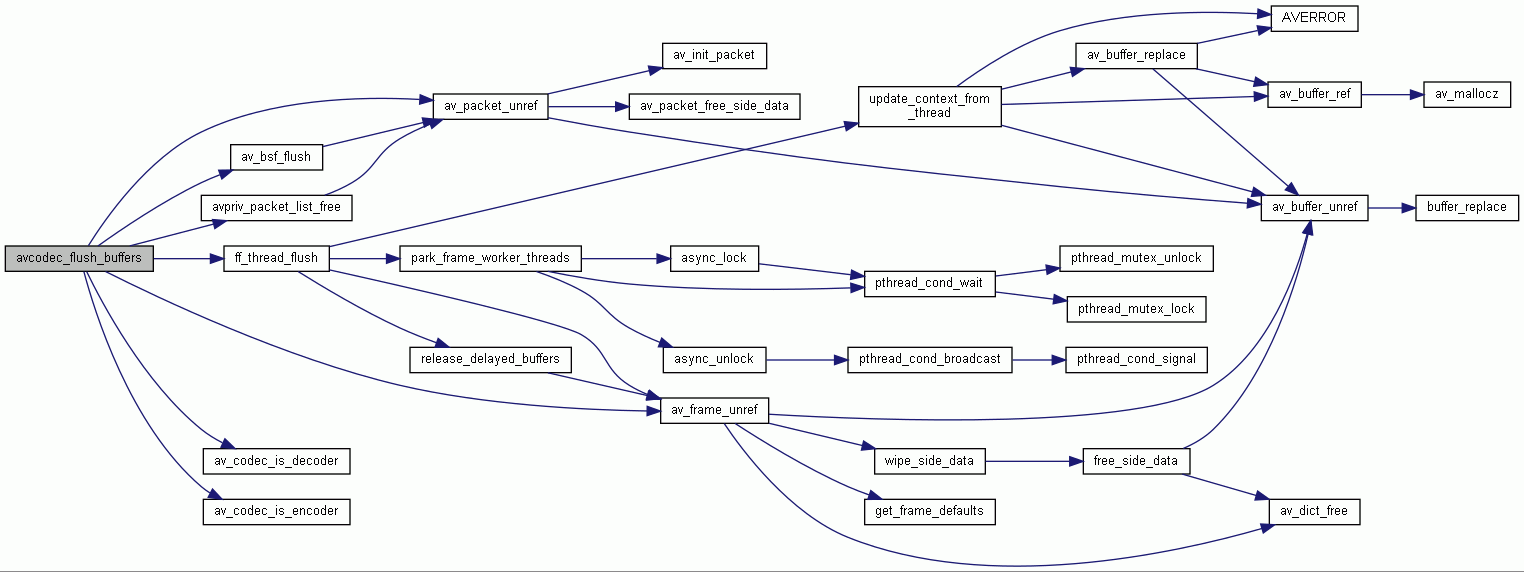 AVERROR
av_init_packet
av_buffer_replace
av_packet_unref
av_packet_free_side_data
update_context_from
_thread
av_buffer_ref
av_mallocz
av_bsf_flush
avpriv_packet_list_free
av_buffer_unref
buffer_replace
avcodec_flush_buffers
ff_thread_flush
park_frame_worker_threads
async_lock
pthread_mutex_unlock
pthread_cond_wait
pthread_mutex_lock
release_delayed_buffers
async_unlock
pthread_cond_broadcast
pthread_cond_signal
av_frame_unref
av_codec_is_decoder
wipe_side_data
free_side_data
av_codec_is_encoder
get_frame_defaults
av_dict_free